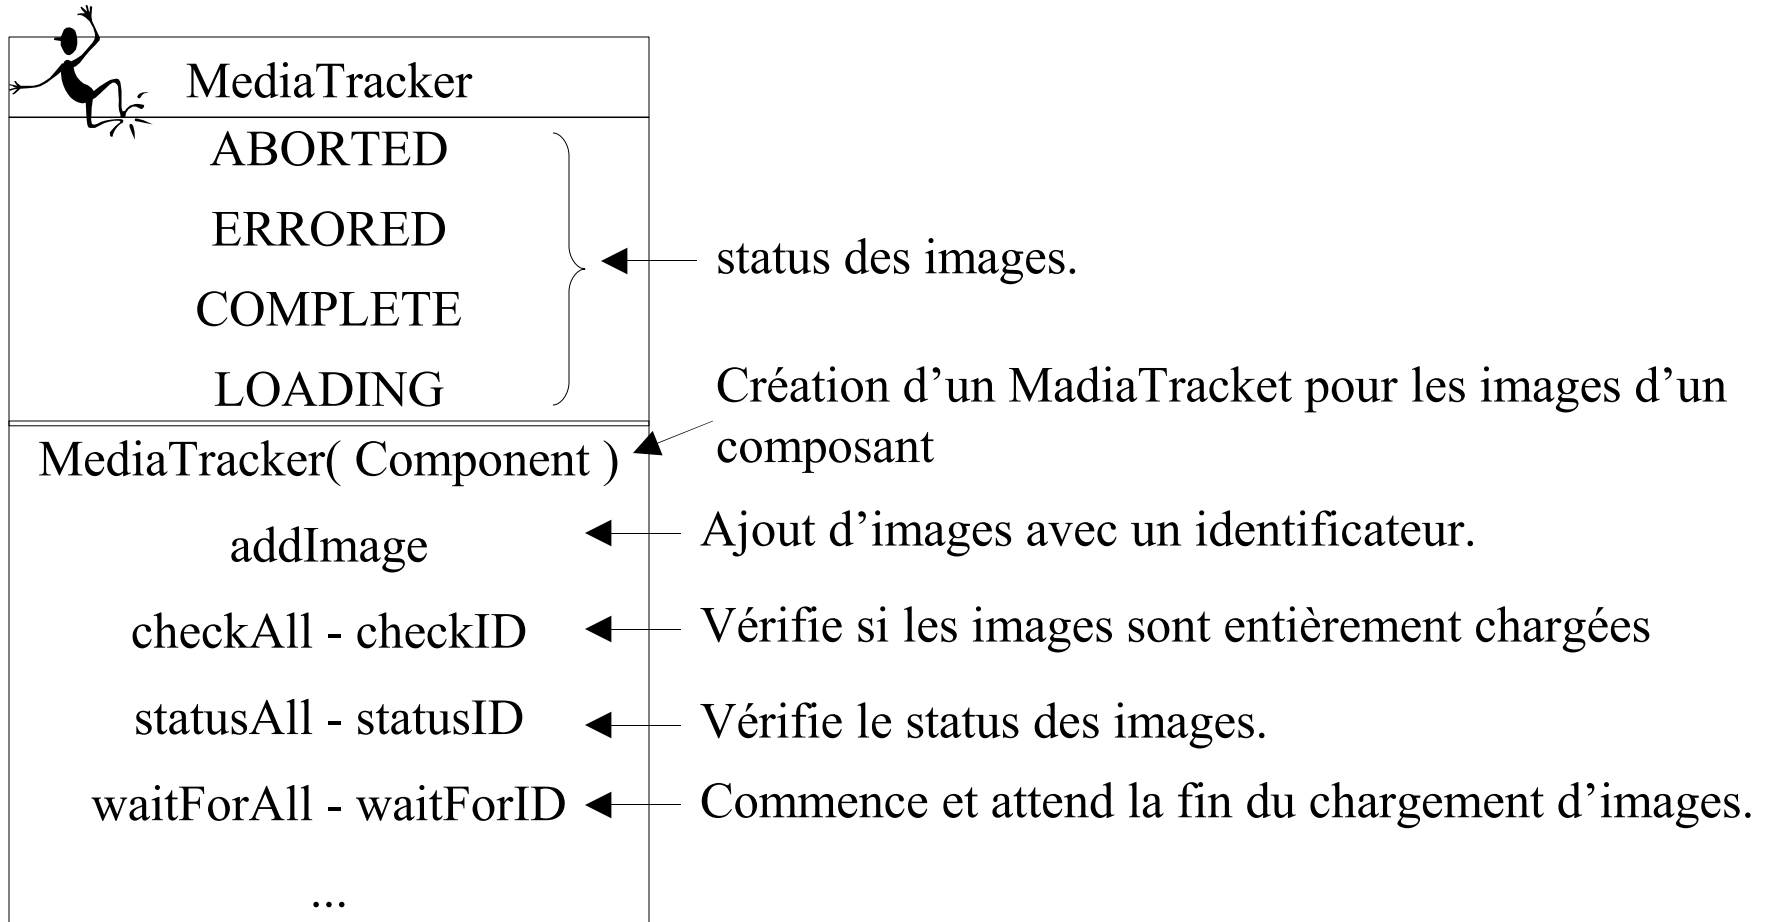 MediaTracker
ABORTED
ERRORED
COMPLETE
LOADING
status des images.
MediaTracker( Component )
Création d’un MadiaTracket pour les images d’un
composant
addImage
Ajout d’images avec un identificateur.
checkAll - checkID
Vérifie si les images sont entièrement chargées
statusAll - statusID
Vérifie le status des images.
waitForAll - waitForID
Commence et attend la fin du chargement d’images.
...